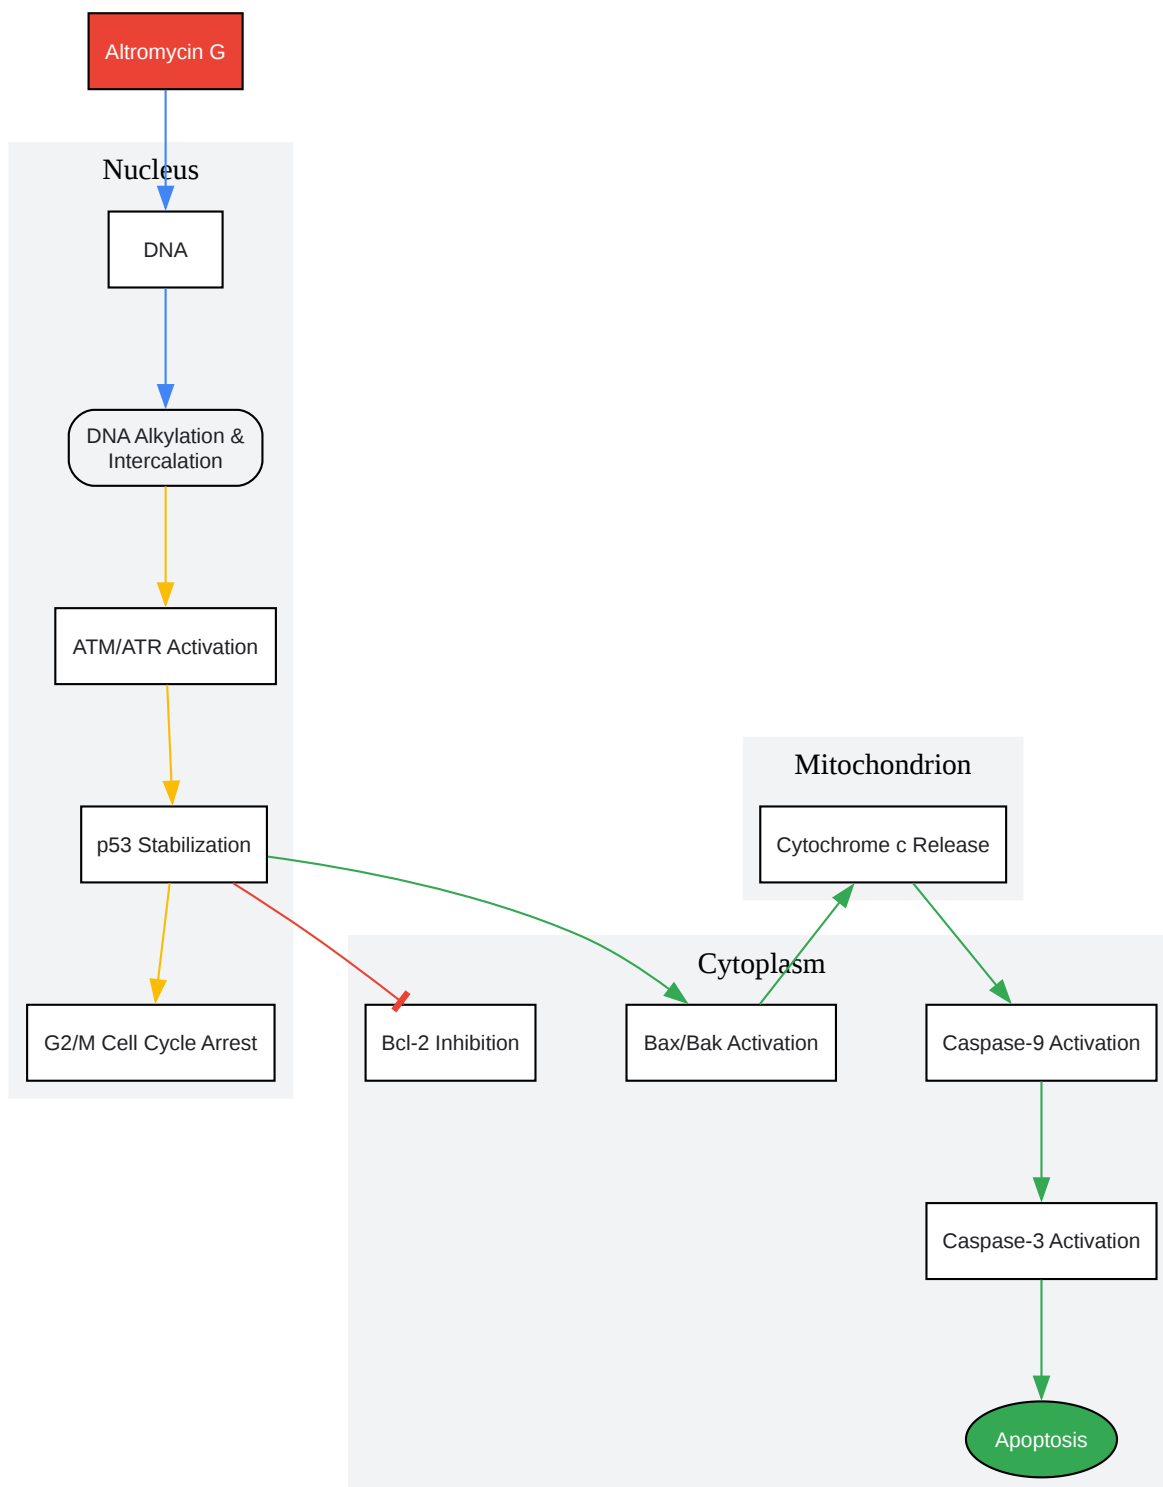 Altromycin G
Nucleus
DNA
DNA Alkylation &
Intercalation
ATM/ATR Activation
Mitochondrion
p53 Stabilization
Cytochrome c Release
Cytoplasm
G2/M Cell Cycle Arrest
Bcl-2 Inhibition
Bax/Bak Activation
Caspase-9 Activation
Caspase-3 Activation
Apoptosis